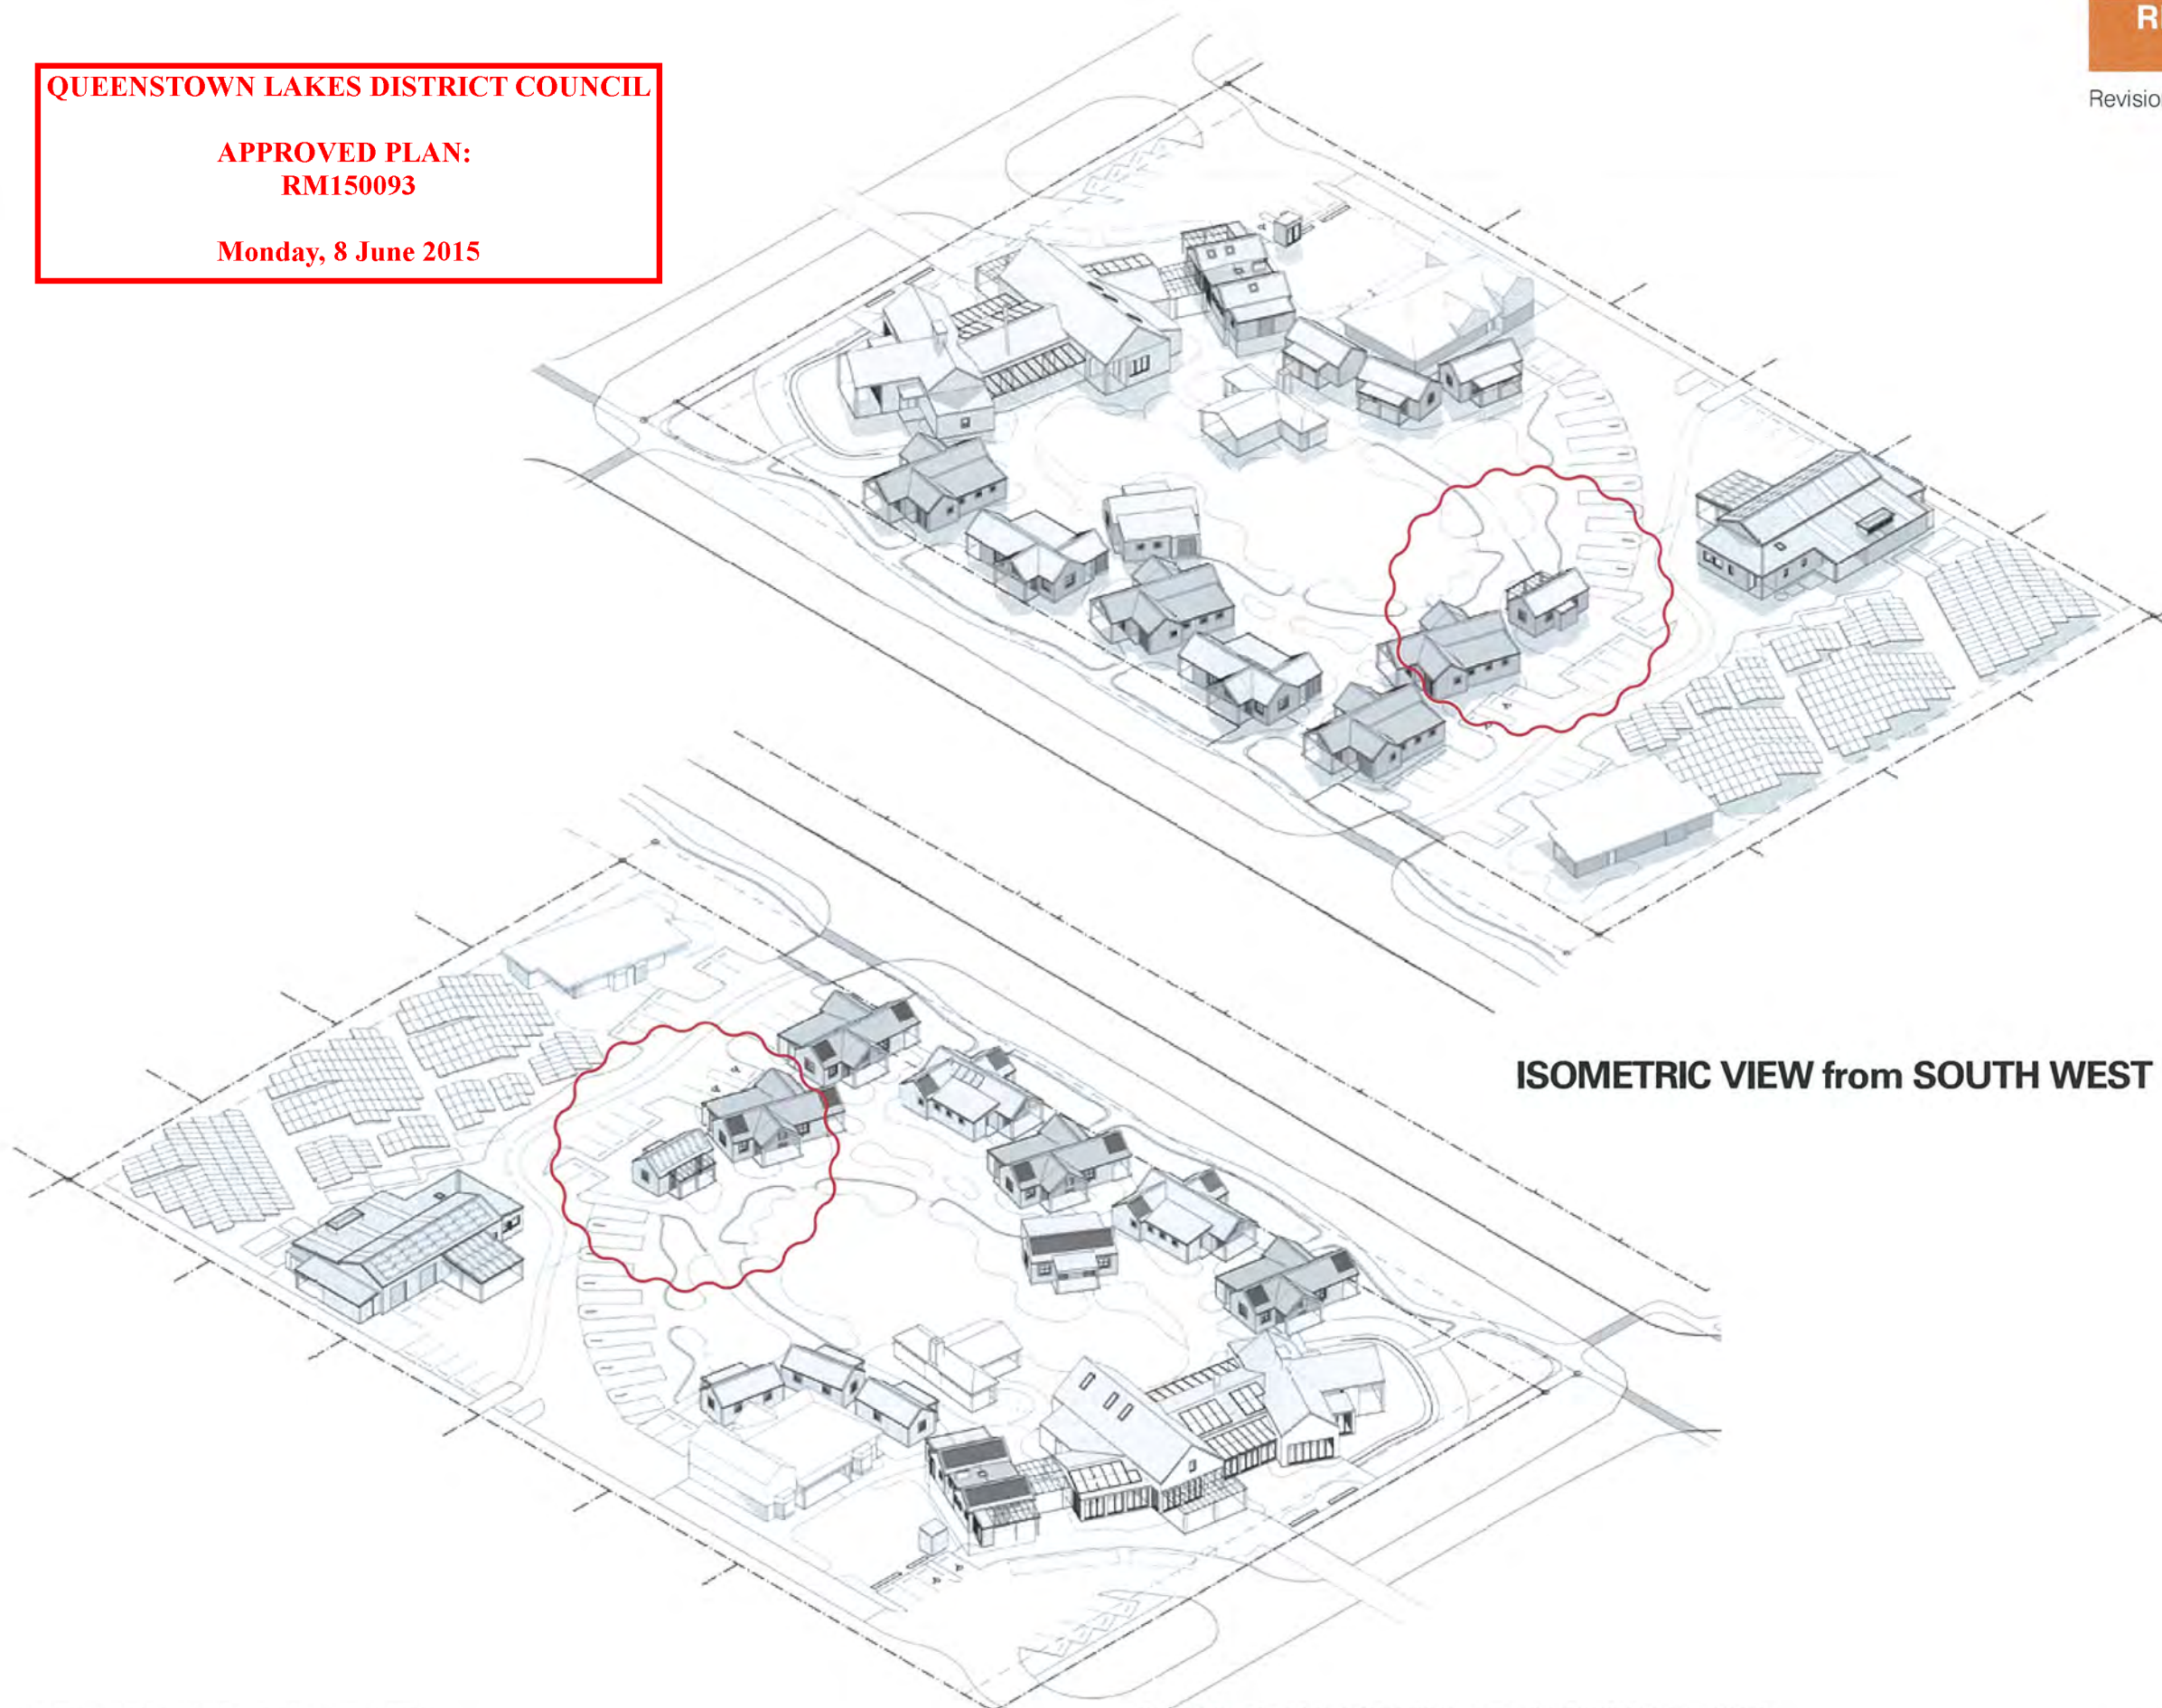 QUEENSTOWN LAKES DISTRICT COUNCIL
APPROVED PLAN:
RM150093
Monday, 8 June 2015
ISOMETRIC VIEW from SOUTH WEST